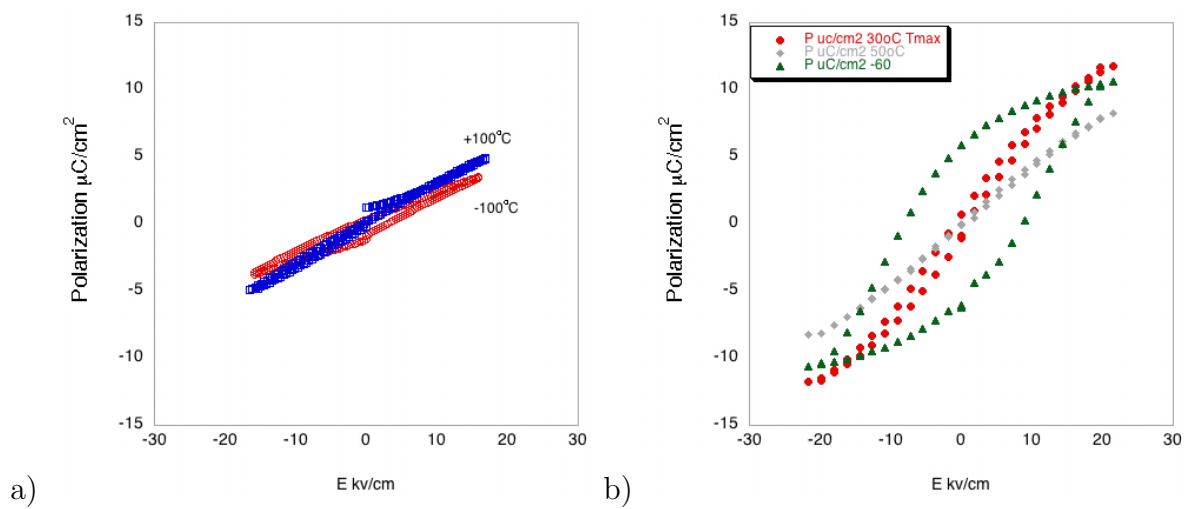 15
10
5
0
-5
-10
-15
-30 -20 -10 0 10 20 30
Polarization μC/cm²
E kv/cm
+100°C
-100°C
a)
15
10
5
0
-5
-10
-15
-30 -20 -10 0 10 20 30
Polarization μC/cm²
E kv/cm
P uc/cm2 30oC Tmax
P uC/cm2 50oC
P uC/cm2 -60
b)